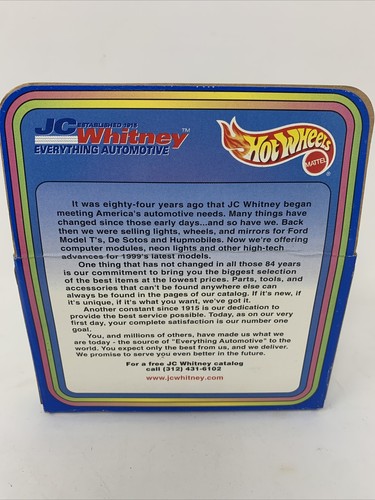 JC ESTABLISHED 1915
Whitney™
EVERYTHING AUTOMOTIVE
Hot Wheels
MATTEL
®
It was eighty-four years ago that JC Whitney began
meeting America's automotive needs. Many things have
changed since those early days...and so have we. Back
then we were selling lights, wheels, and mirrors for Ford
Model T's, De Sotos and Hupmobiles. Now we're offering
computer modules, neon lights and other high-tech
advances for 1999's latest models.
One thing that has not changed in all those 84 years
is our commitment to bring you the biggest selection
of the best items at the lowest prices. Parts, tools, and
accessories that can't be found anywhere else can
always be found in the pages of our catalog. If it's new, if
it's unique, if it's what you want, we've got it.
Another constant since 1915 is our dedication to
provide the best service possible. Today, as on our very
first day, your complete satisfaction is our number one
goal.
You, and millions of others, have made us what we
are today - the source of "Everything Automotive" to the
world. You expect only the best from us, and we deliver.
We promise to serve you even better in the future.
For a free JC Whitney catalog
call (312) 431-6102
www.jcwhitney.com